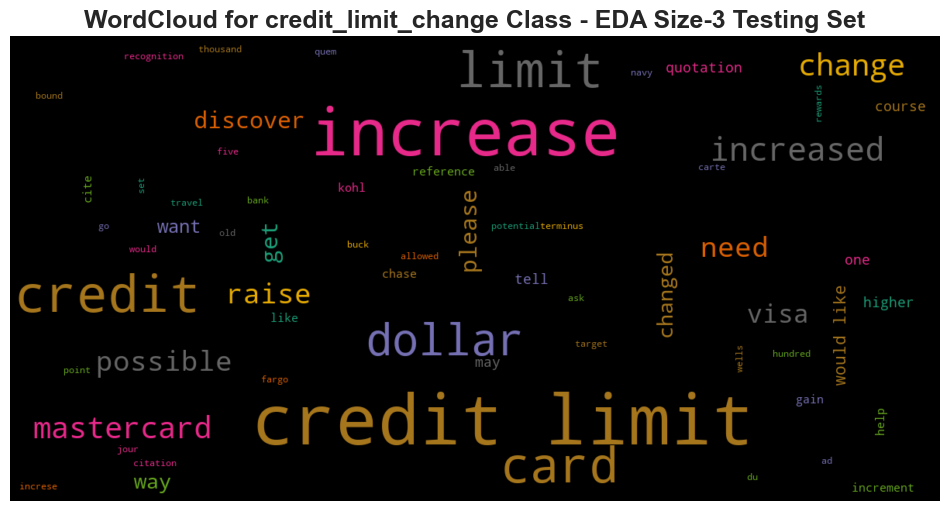 WordCloud for credit_limit_change Class - EDA Size-3 Testing Set
recognition
thousand
quem
navy
quotation
change
limit
bound
rewards
course
discover
increase
five
increased
reference
able
carte
cite
set
kohl
travel
bank
please
go
want
old
get
potential
terminus
would
buck
allowed
need
one
chase
tell
changed
credit
raise
like
ask
higher
visa
would like
dollar
possible
may
target
wells
hundred
point
fargo
gain
mastercard
credit limit
help
jour
citation
card
ad
way
du
increse
increment